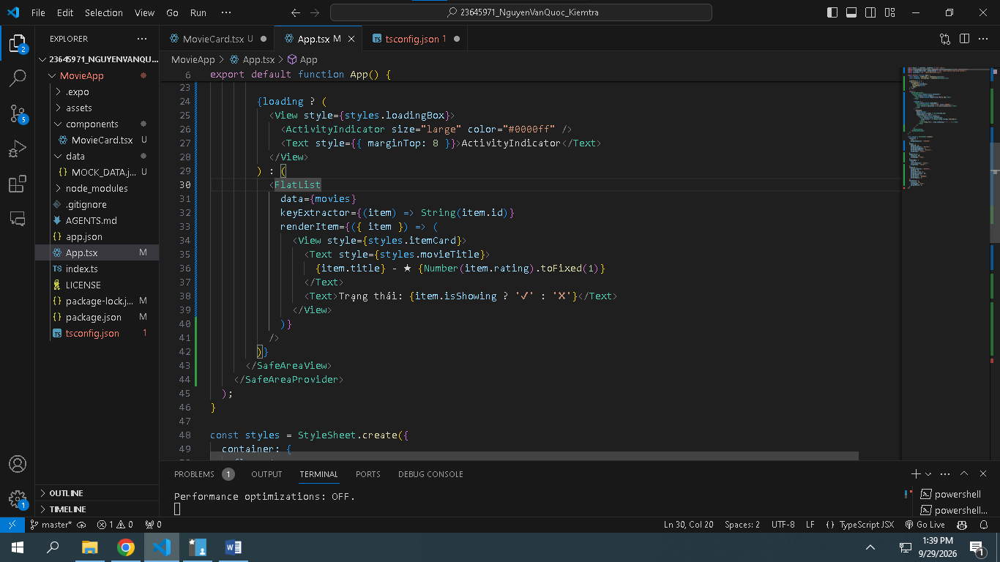 File Edit Selection View Go Run ···
23645971_NguyenVanQuoc_Kiemtra
EXPLORER ···
23645971_NGUYENVANQU...
MovieApp
.expo
assets
components
MovieCard.tsx U
data
MOCK_DATA.j... U
node_modules
.gitignore
AGENTS.md
app.json
App.tsx M
index.ts
LICENSE
package-lock.j... M
package.json M
tsconfig.json 1
OUTLINE
TIMELINE
MovieCard.tsx U
App.tsx M
tsconfig.json 1
MovieApp > App.tsx > App
6 export default function App() {
23
24 {loading ? (
25 <View style={styles.loadingBox}>
26 <ActivityIndicator size="large" color="#0000ff" />
27 <Text style={{ marginTop: 8 }}>ActivityIndicator</Text>
28 </View>
29 ) : (
30 <FlatList
31 data={movies}
32 keyExtractor={(item) => String(item.id)}
33 renderItem={({ item }) => (
34 <View style={styles.itemCard}>
35 <Text style={styles.movieTitle}>
36 {item.title} - ★ {Number(item.rating).toFixed(1)}
37 </Text>
38 <Text>Trạng thái: {item.isShowing ? '✓' : '✗'}</Text>
39 </View>
40 )}
41 />
42 )}
43 </SafeAreaView>
44 </SafeAreaProvider>
45 );
46 }
47
48 const styles = StyleSheet.create({
49 container: {
PROBLEMS 1 OUTPUT TERMINAL PORTS DEBUG CONSOLE
Performance optimizations: OFF.
powershell
powershell...
2
5
1
master* 1 0 0 Ln 30, Col 20 Spaces: 2 UTF-8 LF {} TypeScript JSX Go Live
1:39 PM
9/29/2026
1